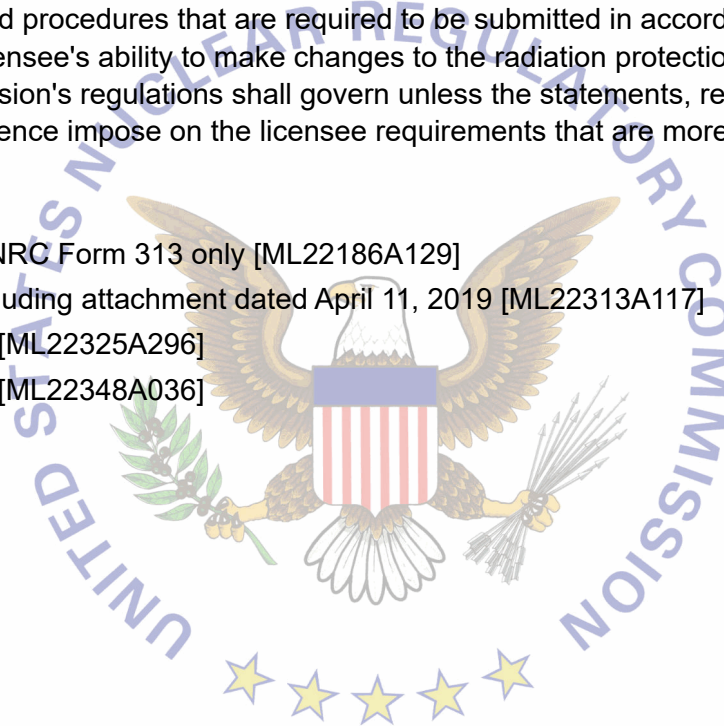 d procedures that are required to be submitted in accord
ensee's ability to make changes to the radiation protectio
sion's regulations shall govern unless the statements, re
ence impose on the licensee requirements that are more
NRC Form 313 only [ML22186A129]
luding attachment dated April 11, 2019 [ML22313A117]
[ML22325A296]
[ML22348A036]
UNITED STATES NUCLEAR REGULATORY COMMISSION